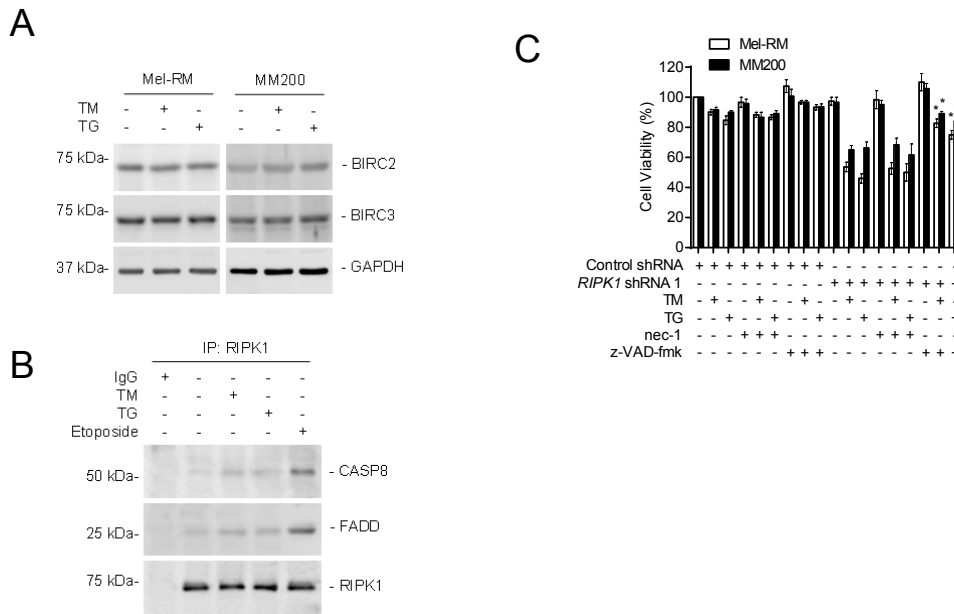 A
Mel-RM MM200
TM - + - - + -
TG - - + - - +
75 kDa- - BIRC2
75 kDa- - BIRC3
37 kDa- - GAPDH
B
IP: RIPK1
IgG + - - - -
TM - - + - -
TG - - - + -
Etoposide - - - - +
50 kDa- - CASP8
25 kDa- - FADD
75 kDa- - RIPK1
C
Mel-RM
MM200
Cell Viability (%)
120
100
80
60
40
20
0
* * *
Control shRNA + + + + + + + + + - - - - - - - -
RIPK1 shRNA 1 - - - - - - - - - + + + + + + + +
TM - + - - + - - + - - + - - + - - +
TG - - + - - + - - + - - + - - + - -
nec-1 - - - + + + - - - - - - + + + - -
z-VAD-fmk - - - - - - + + + - - - - - - + +